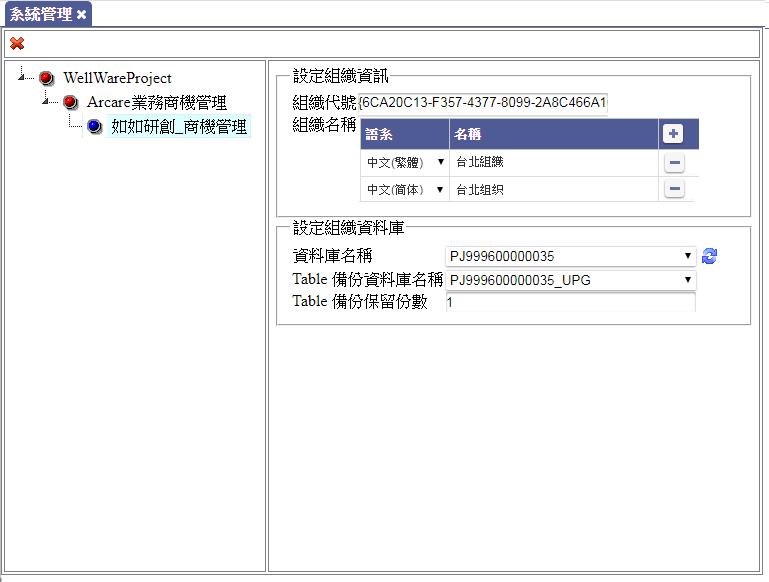 系統管理
WellWareProject
Arcare業務商機管理
如如研創_商機管理
設定組織資訊
組織代號 {6CA20C13-F357-4377-8099-2A8C466A1
組織名稱
語系 名稱
中文(繁體) 台北組織
中文(简体) 台北组织
設定組織資料庫
資料庫名稱 PJ999600000035
Table 備份資料庫名稱 PJ999600000035_UPG
Table 備份保留份數 1